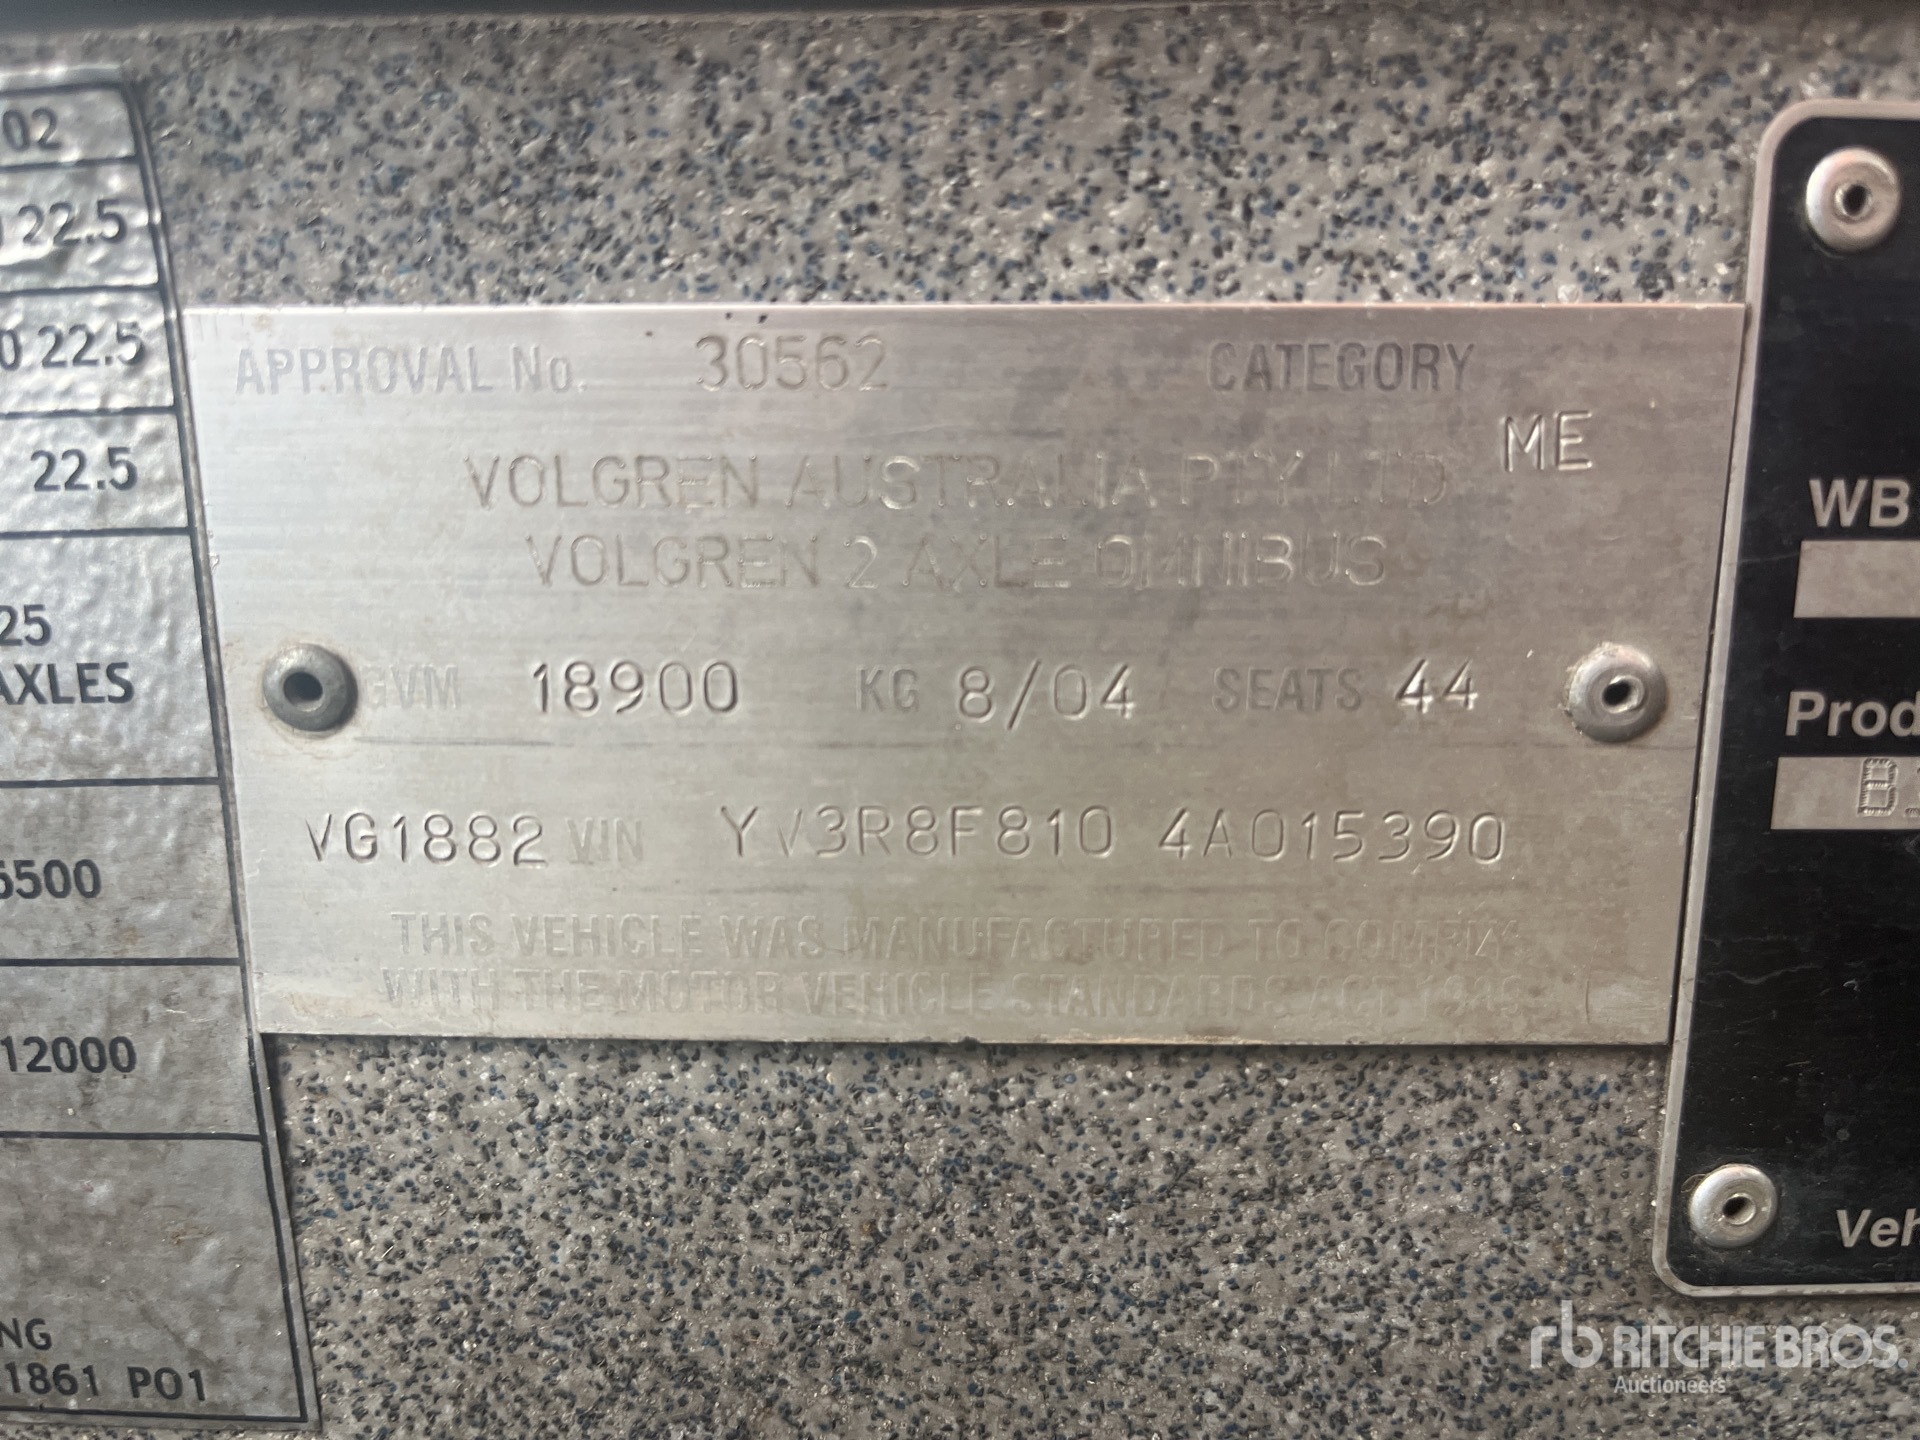 02
22.5
0 22.5
22.5
25
AXLES
6500
12000
NG
1861 P01
APPROVAL No. 30562 CATEGORY
ME
VOLGREN AUSTRALIA PTY LTD
VOLGREN 2 AXLE OMNIBUS
GVM 18900 KG 8/04 SEATS 44
VG1882 VIN YV3R8F810 4A015390
THIS VEHICLE WAS MANUFACTURED TO COMPLY
WITH THE MOTOR VEHICLE STANDARDS ACT 1989
WB
Prod
B
Veh
rb RITCHIE BROS.
Auctioneers